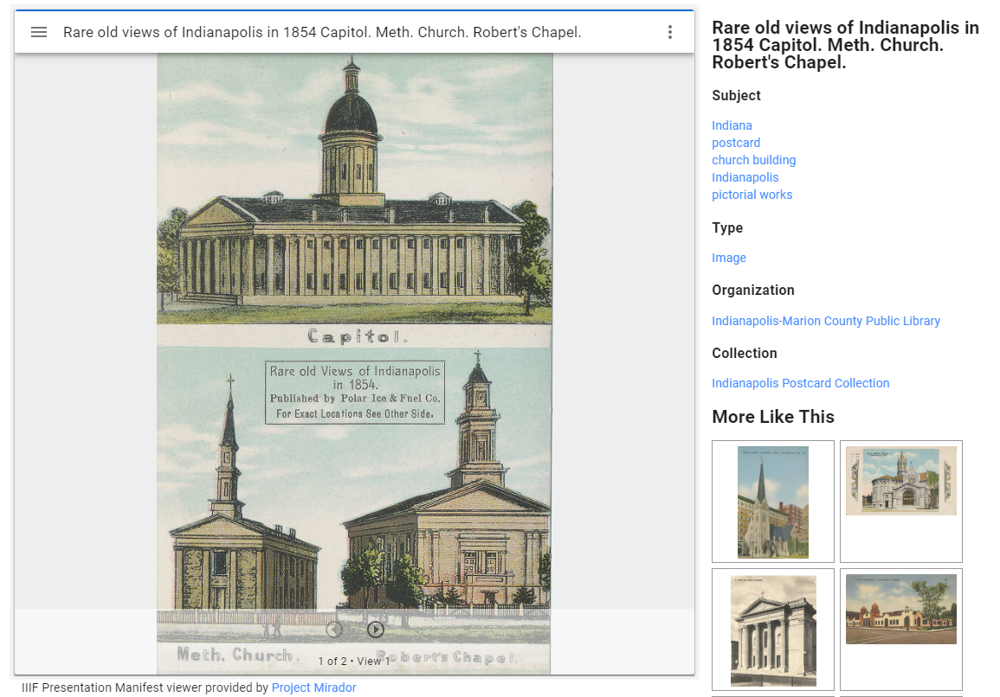 Rare old views of Indianapolis in 1854 Capitol. Meth. Church. Robert's Chapel.
Capitol.
Rare old Views of Indianapolis
in 1854.
Published by Polar Ice & Fuel Co.
For Exact Locations See Other Side.
Meth. Church.
Robert's Chapel.
1 of 2 • View 1
IIIF Presentation Manifest viewer provided by Project Mirador
Rare old views of Indianapolis in
1854 Capitol. Meth. Church.
Robert's Chapel.
Subject
Indiana
postcard
church building
Indianapolis
pictorial works
Type
Image
Organization
Indianapolis-Marion County Public Library
Collection
Indianapolis Postcard Collection
More Like This